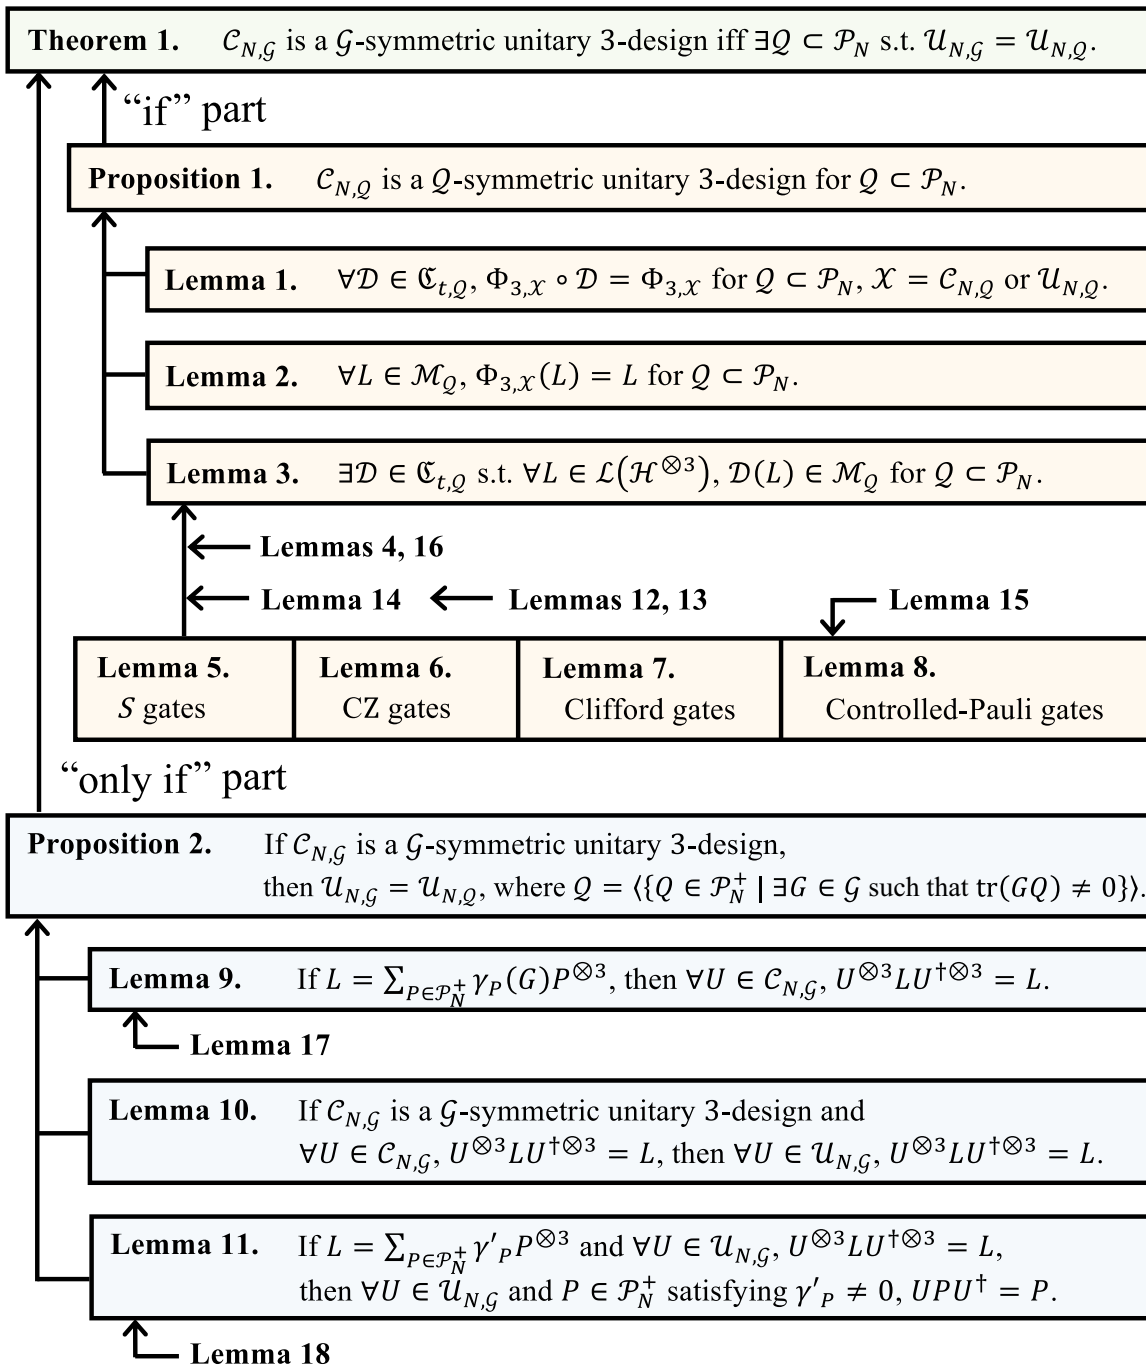 Theorem 1. 𝒞_{N,𝒢} is a 𝒢-symmetric unitary 3-design iff ∃𝒬 ⊂ 𝒫_N s.t. 𝒰_{N,𝒢} = 𝒰_{N,𝒬}.
“if” part
Proposition 1. 𝒞_{N,𝒬} is a 𝒬-symmetric unitary 3-design for 𝒬 ⊂ 𝒫_N.
Lemma 1. ∀𝒟 ∈ ℭ_{t,𝒬}, Φ_{3,𝒳} ∘ 𝒟 = Φ_{3,𝒳} for 𝒬 ⊂ 𝒫_N, 𝒳 = 𝒞_{N,𝒬} or 𝒰_{N,𝒬}.
Lemma 2. ∀L ∈ ℳ_𝒬, Φ_{3,𝒳}(L) = L for 𝒬 ⊂ 𝒫_N.
Lemma 3. ∃𝒟 ∈ ℭ_{t,𝒬} s.t. ∀L ∈ ℒ(ℋ^{⊗3}), 𝒟(L) ∈ ℳ_𝒬 for 𝒬 ⊂ 𝒫_N.
Lemmas 4, 16
Lemma 14 Lemmas 12, 13 Lemma 15
Lemma 5. Lemma 6. Lemma 7. Lemma 8.
S gates CZ gates Clifford gates Controlled-Pauli gates
“only if” part
Proposition 2. If 𝒞_{N,𝒢} is a 𝒢-symmetric unitary 3-design,
then 𝒰_{N,𝒢} = 𝒰_{N,𝒬}, where 𝒬 = ⟨{Q ∈ 𝒫_N^+ | ∃G ∈ 𝒢 such that tr(GQ) ≠ 0}⟩.
Lemma 9. If L = ∑_{P∈𝒫_N^+} γ_P(G)P^{⊗3}, then ∀U ∈ 𝒞_{N,𝒢}, U^{⊗3}LU^{†⊗3} = L.
Lemma 17
Lemma 10. If 𝒞_{N,𝒢} is a 𝒢-symmetric unitary 3-design and
∀U ∈ 𝒞_{N,𝒢}, U^{⊗3}LU^{†⊗3} = L, then ∀U ∈ 𝒰_{N,𝒢}, U^{⊗3}LU^{†⊗3} = L.
Lemma 11. If L = ∑_{P∈𝒫_N^+} γ′_P P^{⊗3} and ∀U ∈ 𝒰_{N,𝒢}, U^{⊗3}LU^{†⊗3} = L,
then ∀U ∈ 𝒰_{N,𝒢} and P ∈ 𝒫_N^+ satisfying γ′_P ≠ 0, UPU^† = P.
Lemma 18